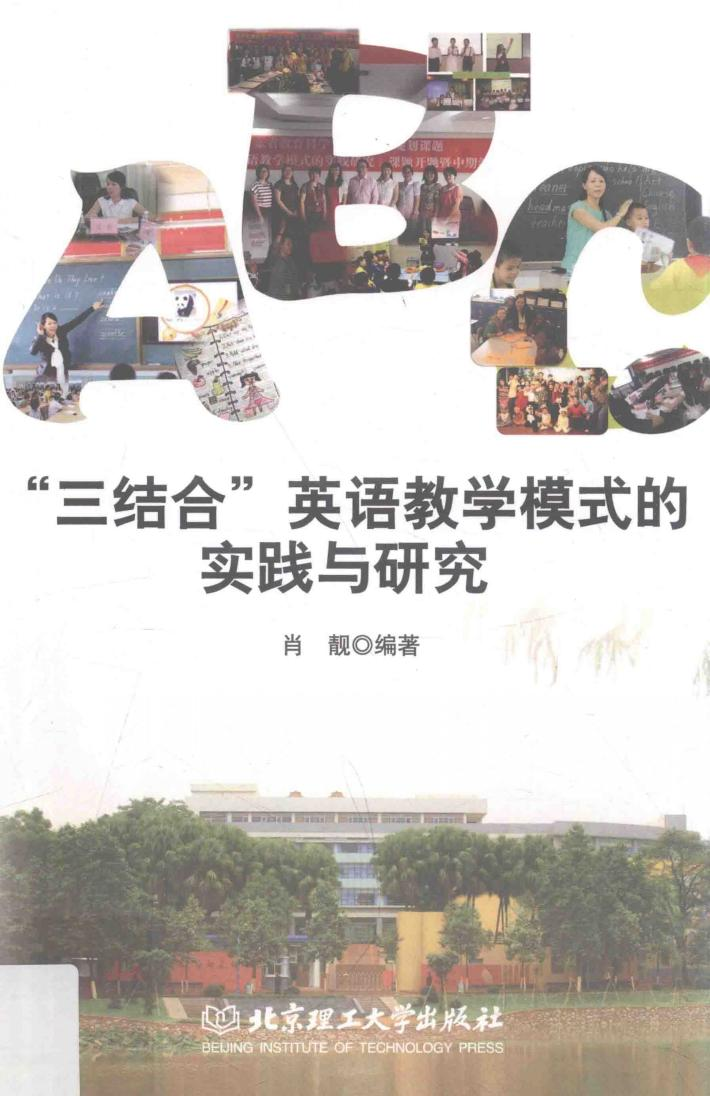 “三结合”英语教学模式的
实践与研究
肖 靓◎编著
北京理工大学出版社
BEIJING INSTITUTE OF TECHNOLOGY PRESS